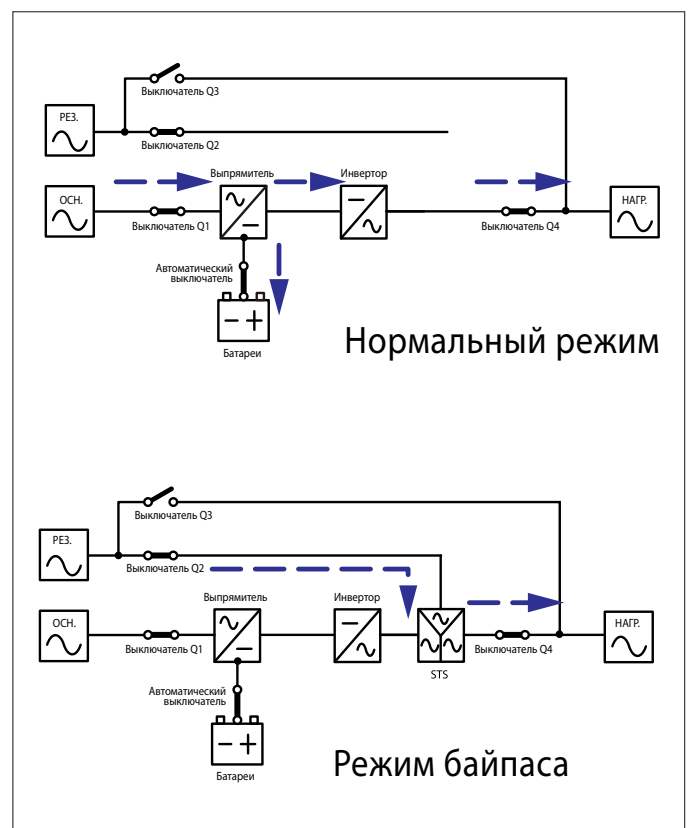 Выключатель Q3
РЕЗ.
Выключатель Q2
Выпрямитель
Инвертор
ОСН.
НАГР.
Выключатель Q1
Выключатель Q4
Автоматический
выключатель
Батареи
Нормальный режим
Выключатель Q3
РЕЗ.
Выключатель Q2
Выпрямитель
Инвертор
ОСН.
НАГР.
Выключатель Q1
Выключатель Q4
STS
Автоматический
выключатель
Батареи
Режим байпаса